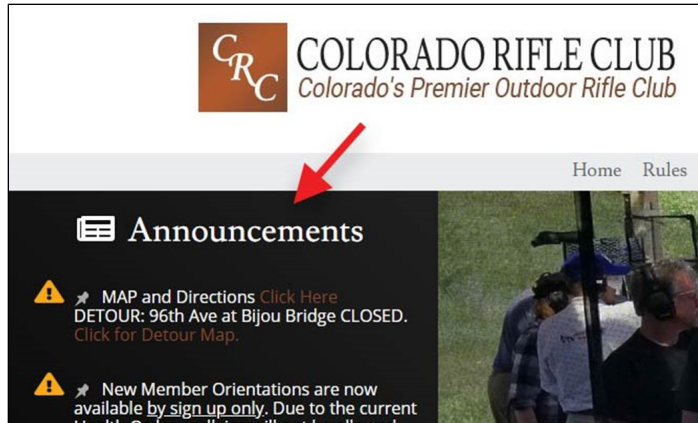 CRC
COLORADO RIFLE CLUB
Colorado's Premier Outdoor Rifle Club
Home Rules
Announcements
MAP and Directions Click Here
DETOUR: 96th Ave at Bijou Bridge CLOSED.
Click for Detour Map.
New Member Orientations are now
available by sign up only. Due to the current